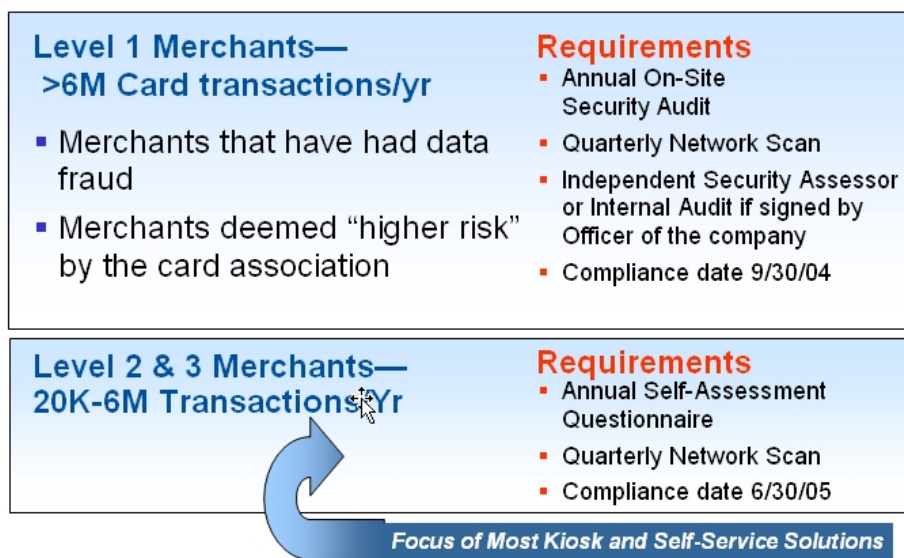 Level 1 Merchants—
>6M Card transactions/yr
▪ Merchants that have had data
fraud
▪ Merchants deemed “higher risk”
by the card association
Requirements
▪ Annual On-Site
Security Audit
▪ Quarterly Network Scan
▪ Independent Security Assessor
or Internal Audit if signed by
Officer of the company
▪ Compliance date 9/30/04
Level 2 & 3 Merchants—
20K-6M Transactions/Yr
Requirements
▪ Annual Self-Assessment
Questionnaire
▪ Quarterly Network Scan
▪ Compliance date 6/30/05
Focus of Most Kiosk and Self-Service Solutions